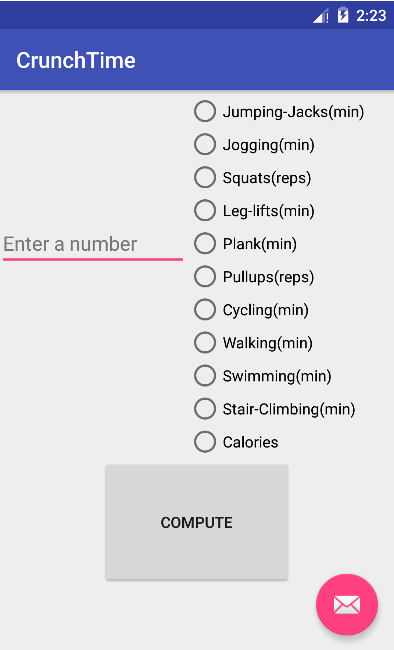 2:23
CrunchTime
Jumping-Jacks(min)
Jogging(min)
Squats(reps)
Leg-lifts(min)
Enter a number
Plank(min)
Pullups(reps)
Cycling(min)
Walking(min)
Swimming(min)
Stair-Climbing(min)
Calories
COMPUTE